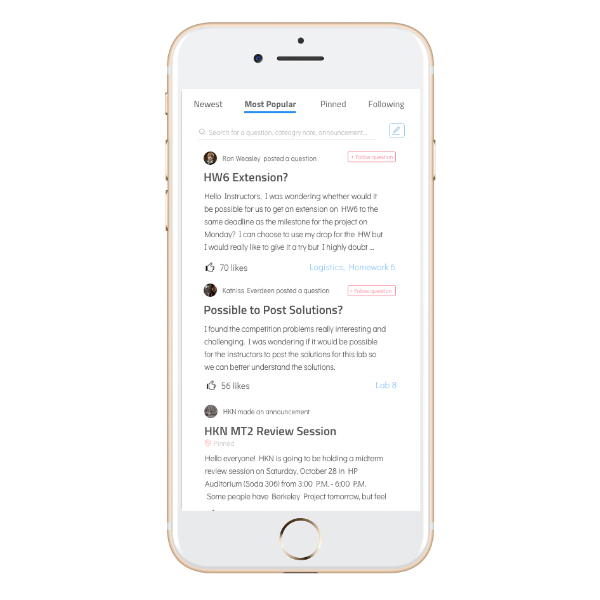 Newest Most Popular Pinned Following
Search for a question, category note, announcement...
Ron Weasley posted a question + Follow question
HW6 Extension?
Hello Instructors, I was wondering whether would it
be possible for us to get an extension on HW6 to the
same deadline as the milestone for the project on
Monday? I can choose to use my drop for the HW but
I would really like to give it a try but I highly doubt ...
70 likes Logistics, Homework 6
Katniss Everdeen posted a question + Follow question
Possible to Post Solutions?
I found the competition problems really interesting and
challenging. I was wondering if it would be possible
for the instructors to post the solutions for this lab so
we can better understand the solutions.
56 likes Lab 8
HKN made an announcement
HKN MT2 Review Session
Pinned
Hello everyone! HKN is going to be holding a midterm
review session on Saturday, October 28 in HP
Auditorium (Soda 306) from 3:00 P.M. - 6:00 P.M.
Some people have Berkeley Project tomorrow, but feel